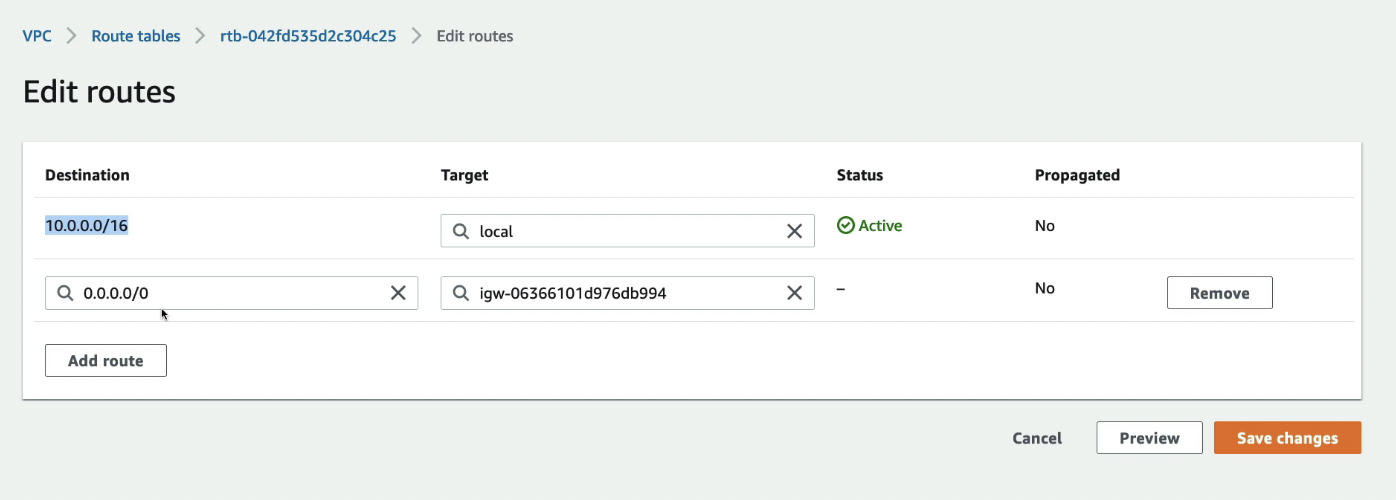 VPC > Route tables > rtb-042fd535d2c304c25 > Edit routes
Edit routes
Destination Target Status Propagated
10.0.0.0/16 local Active No
0.0.0.0/0 igw-06366101d976db994 – No Remove
Add route
Cancel Preview Save changes